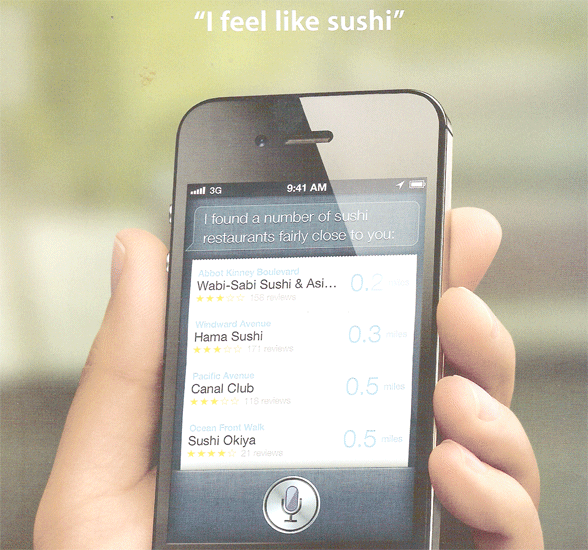 “I feel like sushi”
3G 9:41 AM
I found a number of sushi
restaurants fairly close to you:
Abbot Kinney Boulevard
Wabi-Sabi Sushi & Asi... 0.2
156 reviews
Windward Avenue
Hama Sushi 0.3 miles
171 reviews
Pacific Avenue
Canal Club 0.5 miles
118 reviews
Ocean Front Walk
Sushi Okiya 0.5 miles
21 reviews